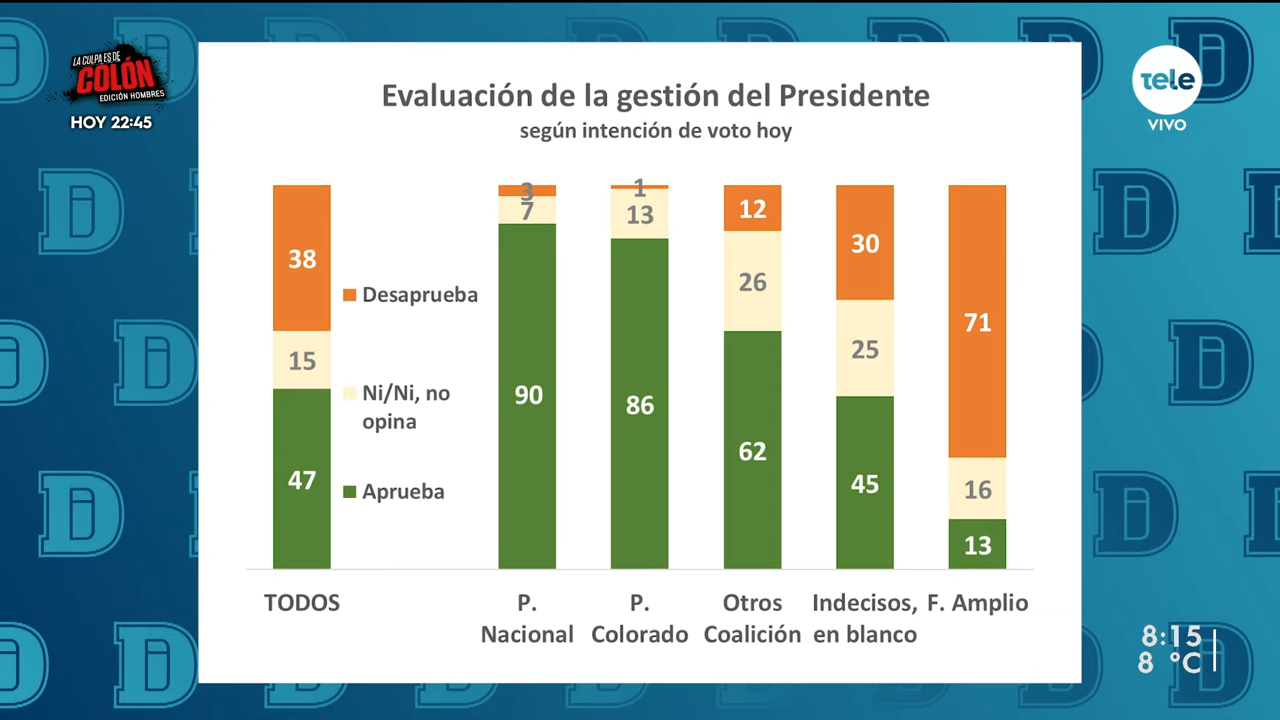 LA CULPA ES DE
COLÓN
EDICIÓN HOMBRES
HOY 22:45
tele
VIVO
Evaluación de la gestión del Presidente
según intención de voto hoy
38
15
47
Desaprueba
Ni/Ni, no
opina
Aprueba
3
7
90
1
13
86
12
26
62
30
25
45
71
16
13
TODOS
P.
Nacional
P.
Colorado
Otros
Coalición
Indecisos,
en blanco
F. Amplio
8:15
8 °C